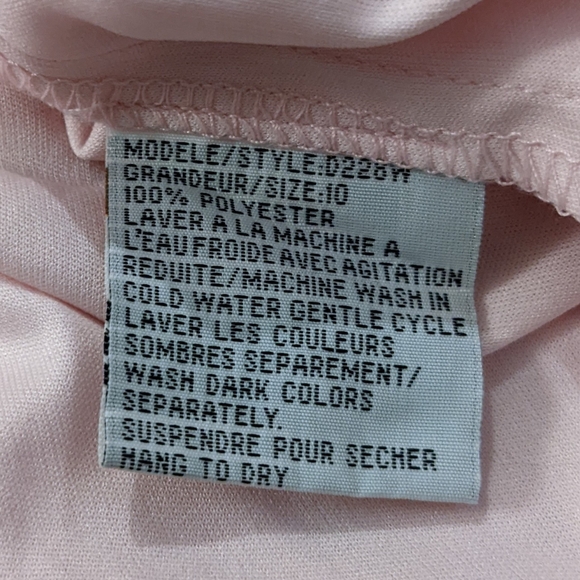 MODELE/STYLE:D226W
GRANDEUR/SIZE:10
100% POLYESTER
LAVER A LA MACHINE A
L'EAU FROIDE AVEC AGITATION
REDUITE/MACHINE WASH IN
COLD WATER GENTLE CYCLE
LAVER LES COULEURS
SOMBRES SEPAREMENT/
WASH DARK COLORS
SEPARATELY.
SUSPENDRE POUR SECHER
HANG TO DRY